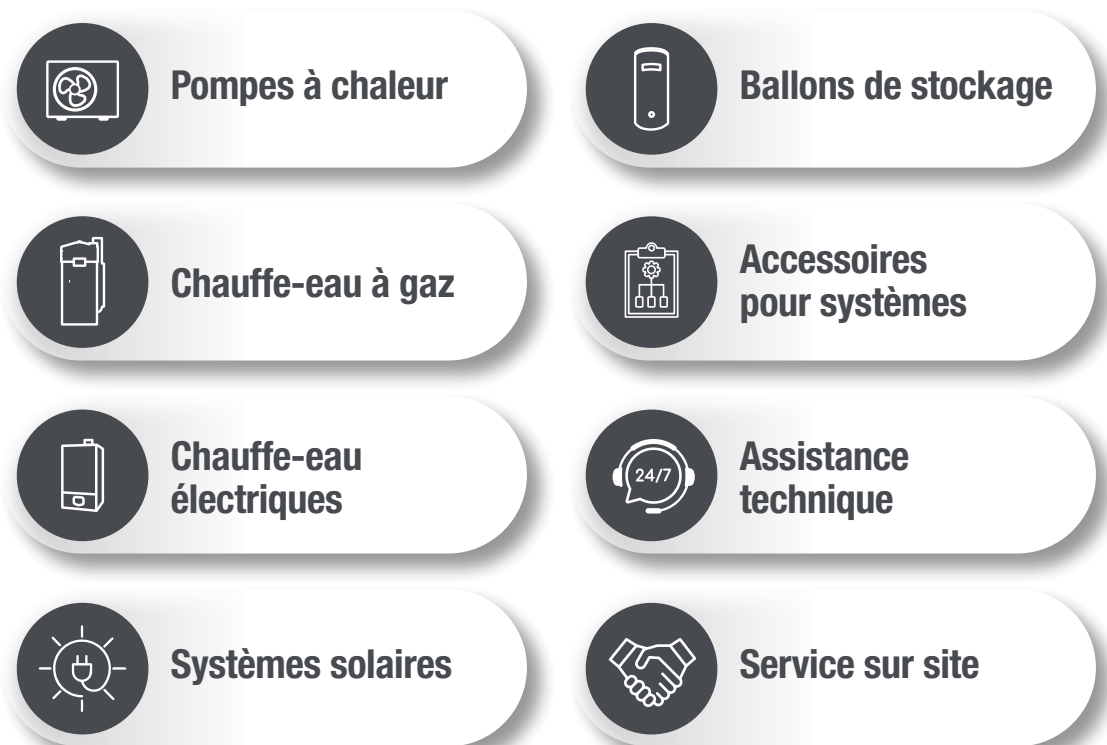 Pompes à chaleur
Ballons de stockage
Chauffe-eau à gaz
Accessoires
pour systèmes
Chauffe-eau
électriques
24/7
Assistance
technique
Systèmes solaires
Service sur site